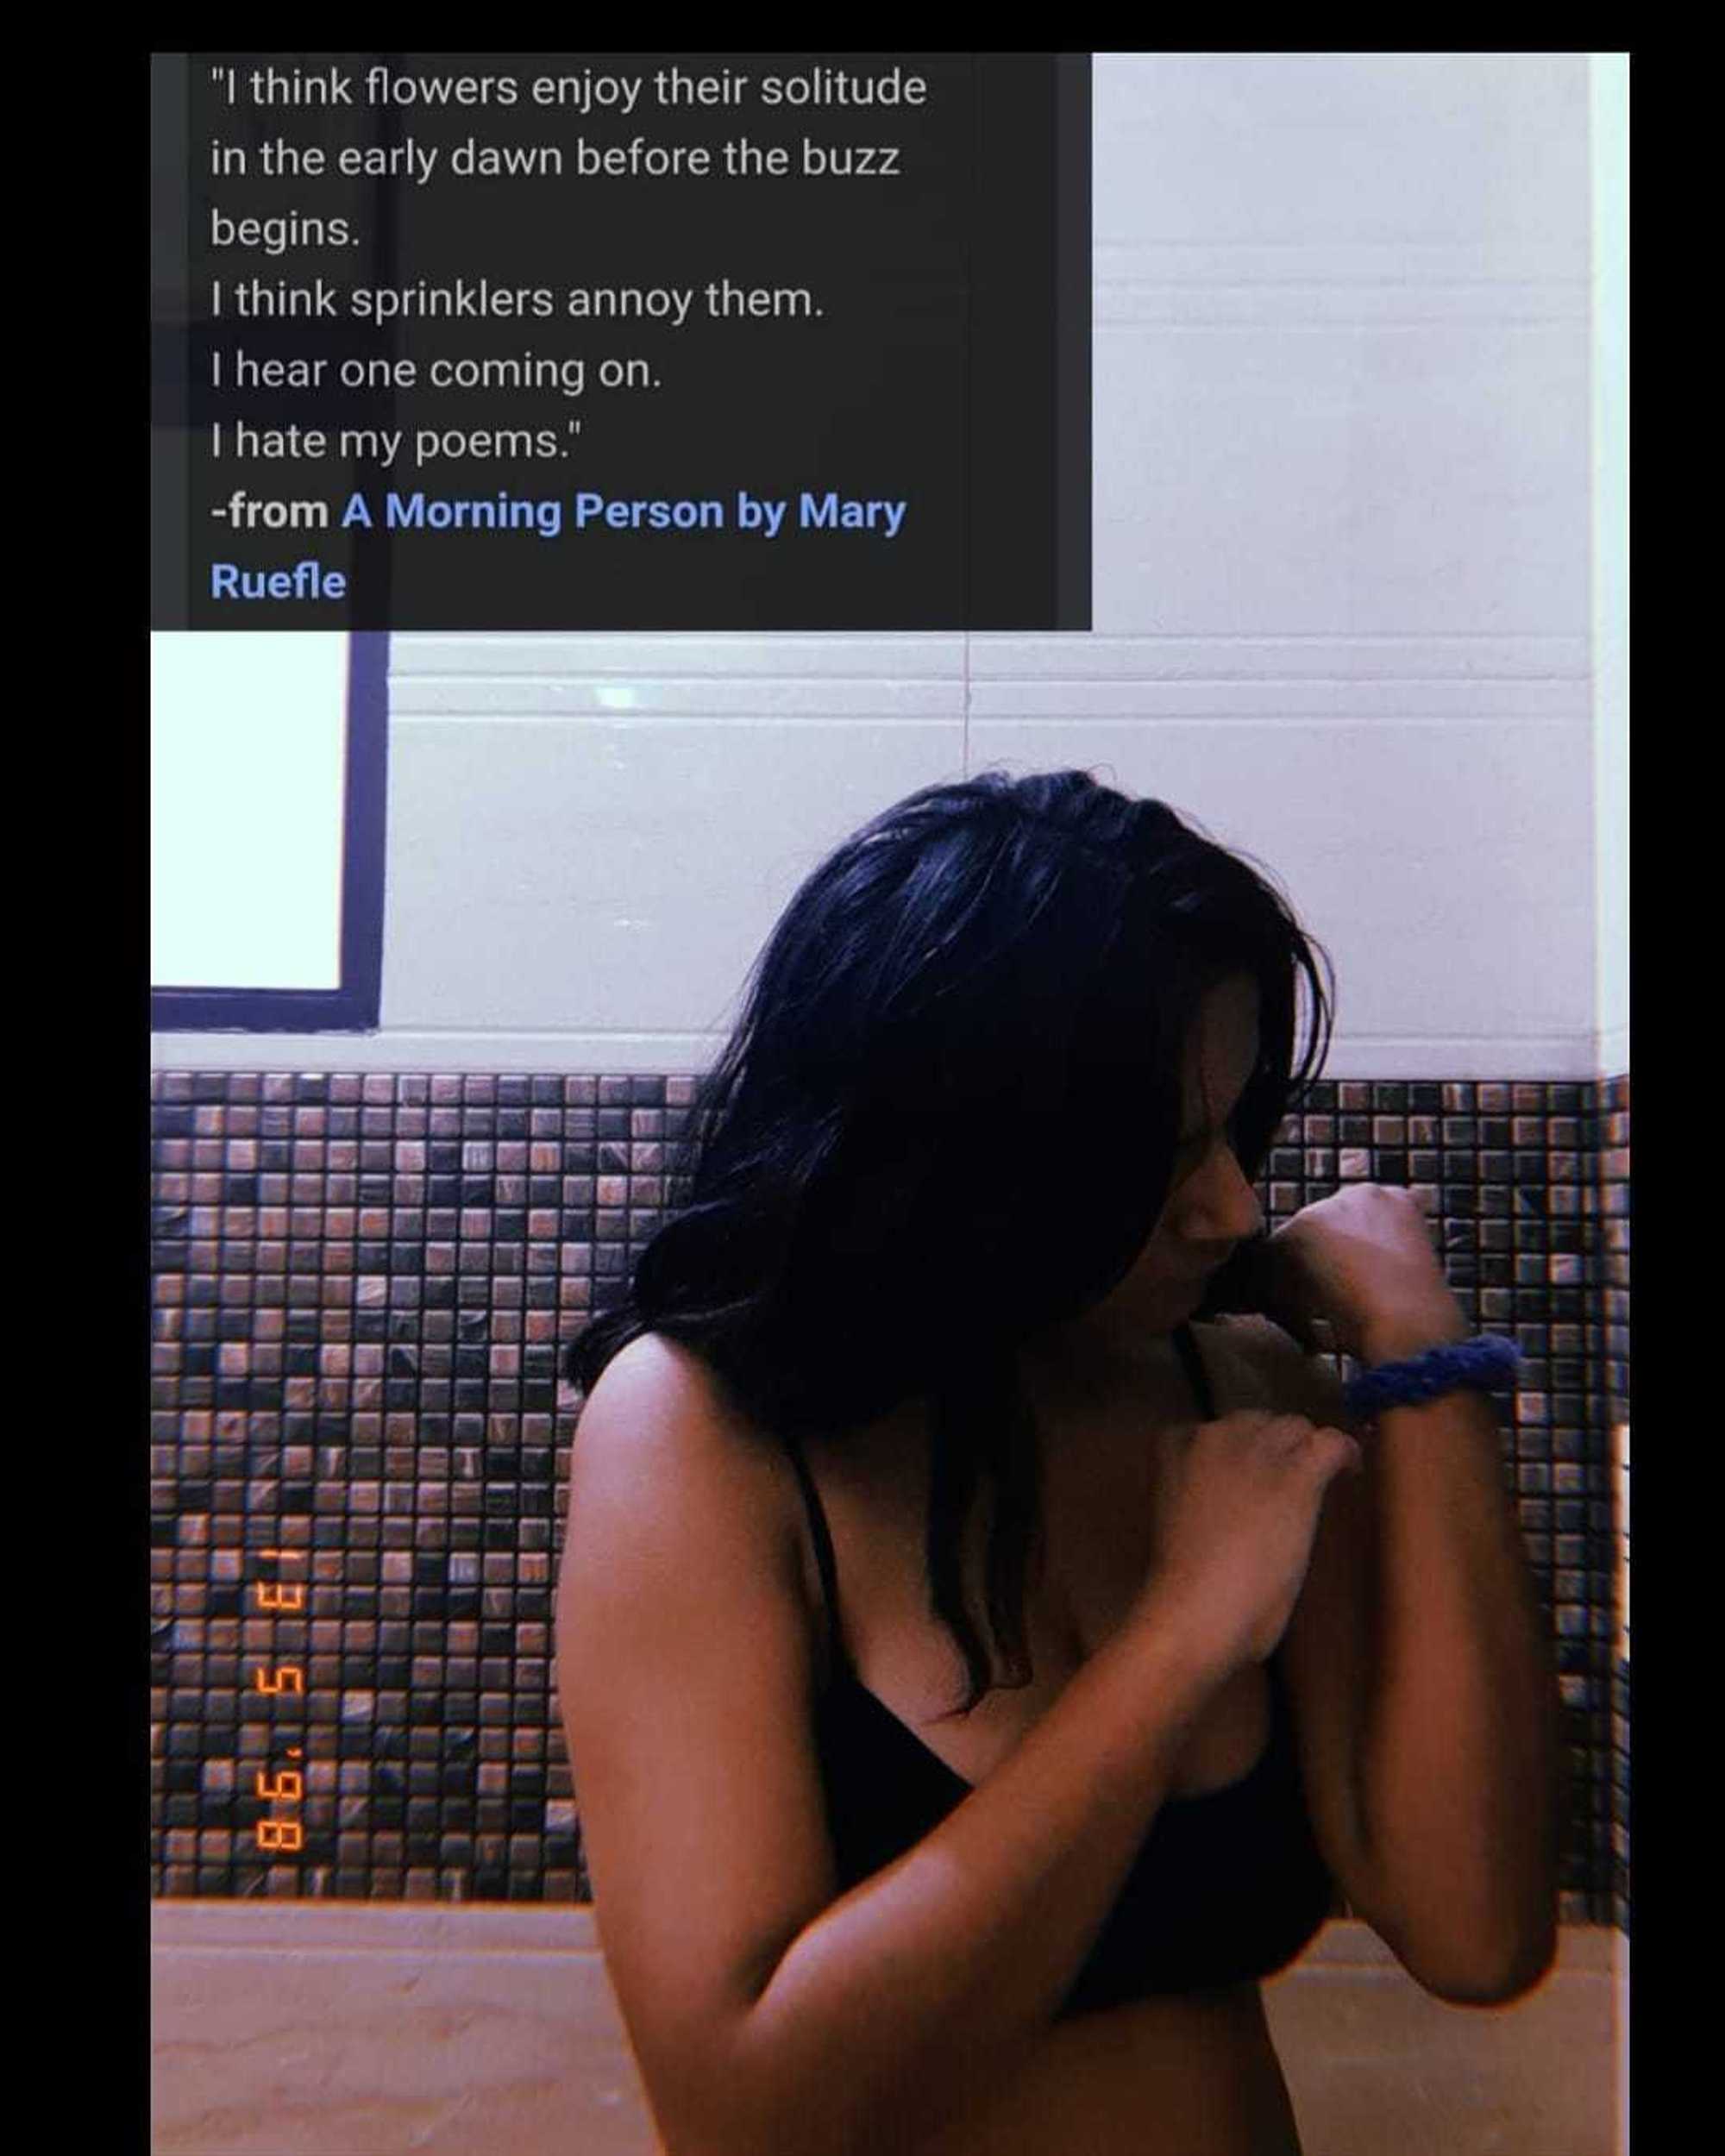 "I think flowers enjoy their solitude
in the early dawn before the buzz
begins.
I think sprinklers annoy them.
I hear one coming on.
I hate my poems."
-from A Morning Person by Mary
Ruefle
98. 5 13